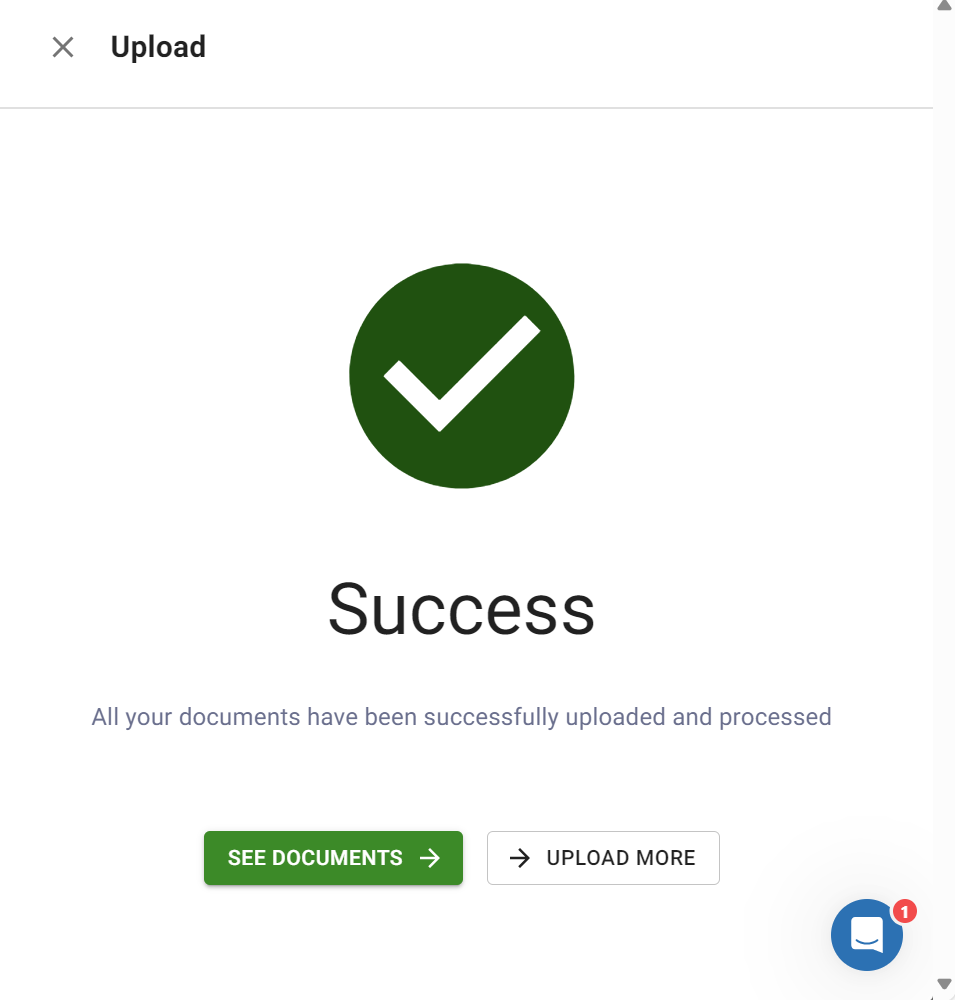 Upload
Success
All your documents have been successfully uploaded and processed
SEE DOCUMENTS
UPLOAD MORE
1